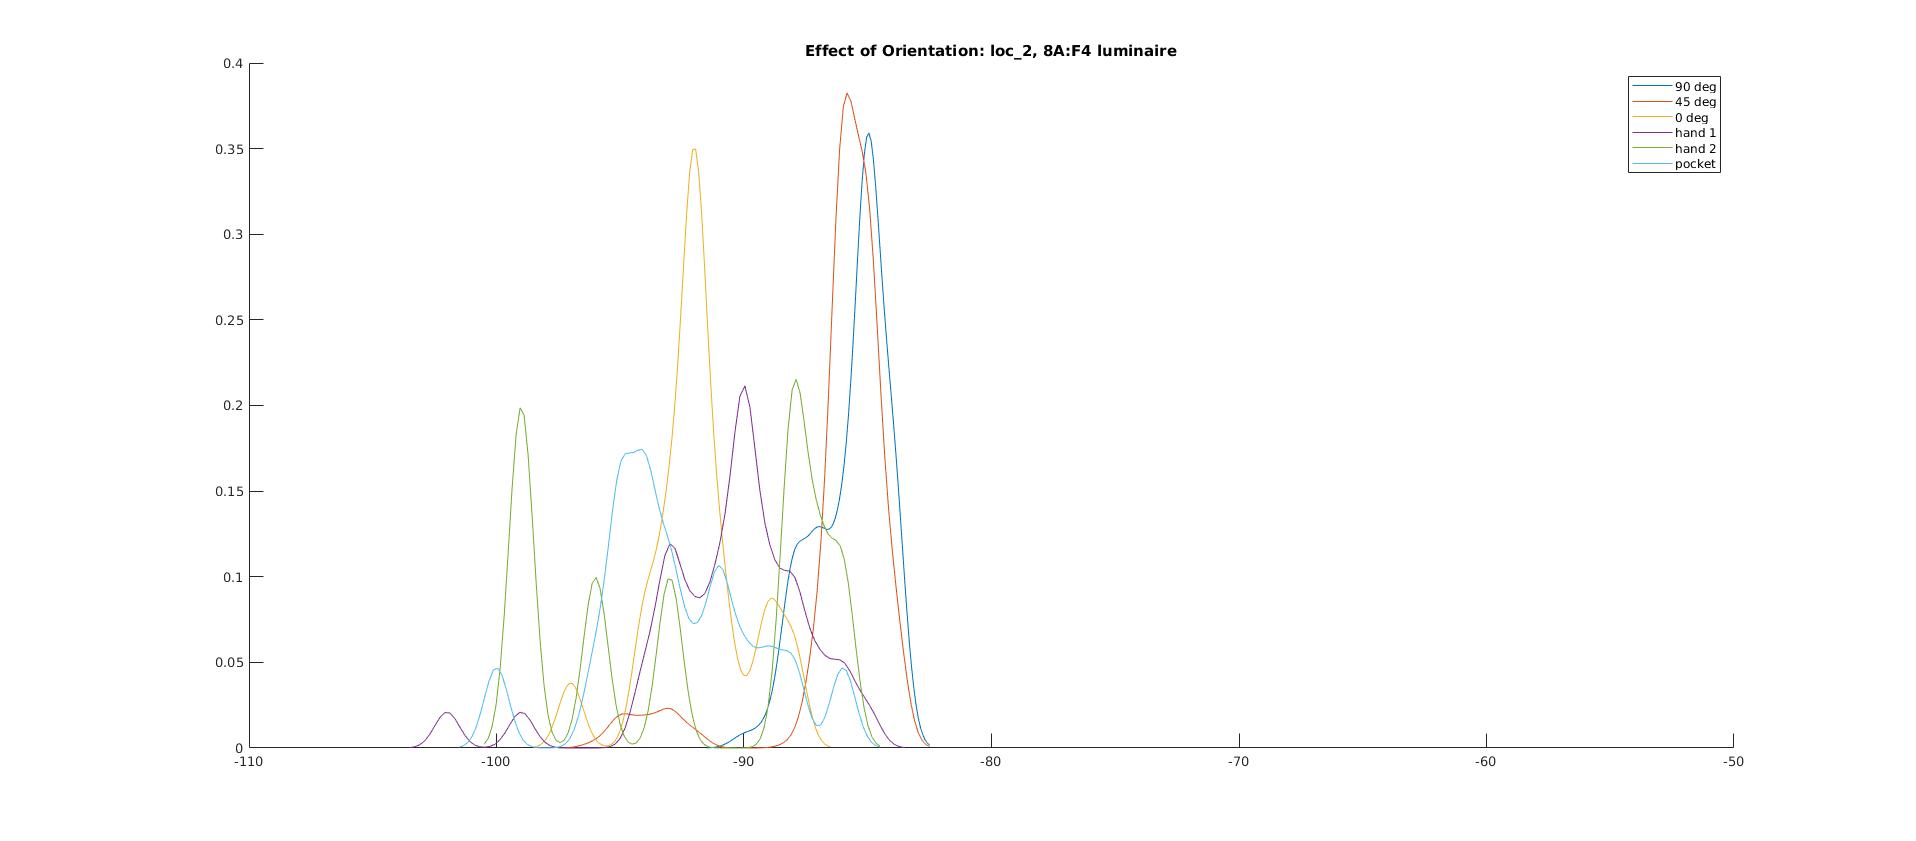 Effect of Orientation: loc_2, 8A:F4 luminaire
0.4
0.35
0.3
0.25
0.2
0.15
0.1
0.05
0
-110
-100
-90
-80
-70
-60
-50
90 deg
45 deg
0 deg
hand 1
hand 2
pocket